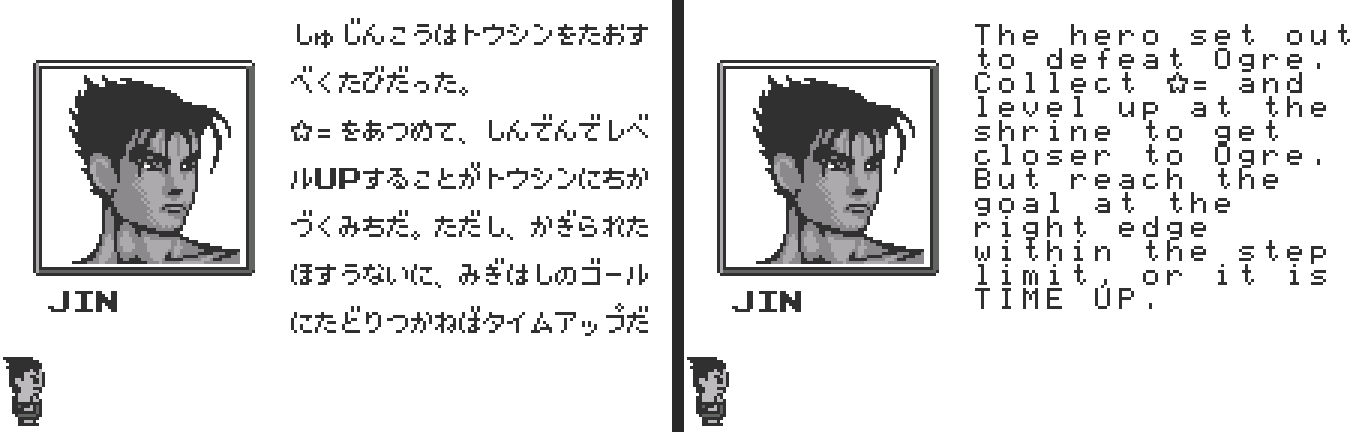 しゅじんこうはトウシンをたおす
べくたびだった。
☆=をあつめて、しんでんでレベ
ルUPすることがトウシンにちか
づくみちだ。ただし、かぎられた
ほすうないに、みぎはしのゴール
にたどりつかねばタイムアップだ
JIN
The hero set out
to defeat Ogre.
Collect ☆= and
level up at the
shrine to get
closer to Ogre.
But reach the
goal at the
right edge
within the step
limit, or it is
TIME UP.
JIN